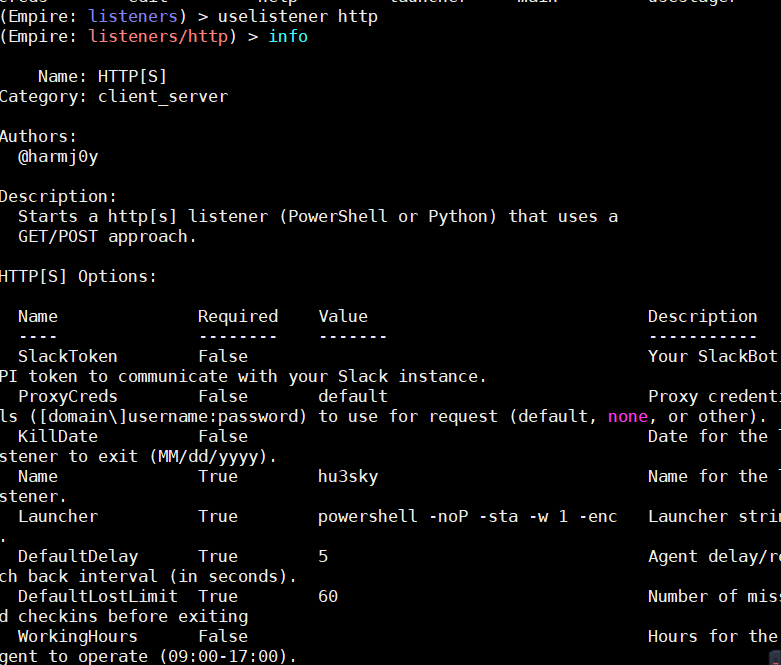 (Empire: listeners) > uselistener http
(Empire: listeners/http) > info
Name: HTTP[S]
Category: client_server
Authors:
@harmj0y
Description:
Starts a http[s] listener (PowerShell or Python) that uses a
GET/POST approach.
HTTP[S] Options:
Name Required Value Description
---- -------- ------- -----------
SlackToken False Your SlackBot
PI token to communicate with your Slack instance.
ProxyCreds False default Proxy credenti
ls ([domain\]username:password) to use for request (default, none, or other).
KillDate False Date for the l
stener to exit (MM/dd/yyyy).
Name True hu3sky Name for the l
stener.
Launcher True powershell -noP -sta -w 1 -enc Launcher strin
.
DefaultDelay True 5 Agent delay/re
ch back interval (in seconds).
DefaultLostLimit True 60 Number of miss
d checkins before exiting
WorkingHours False Hours for the
gent to operate (09:00-17:00).